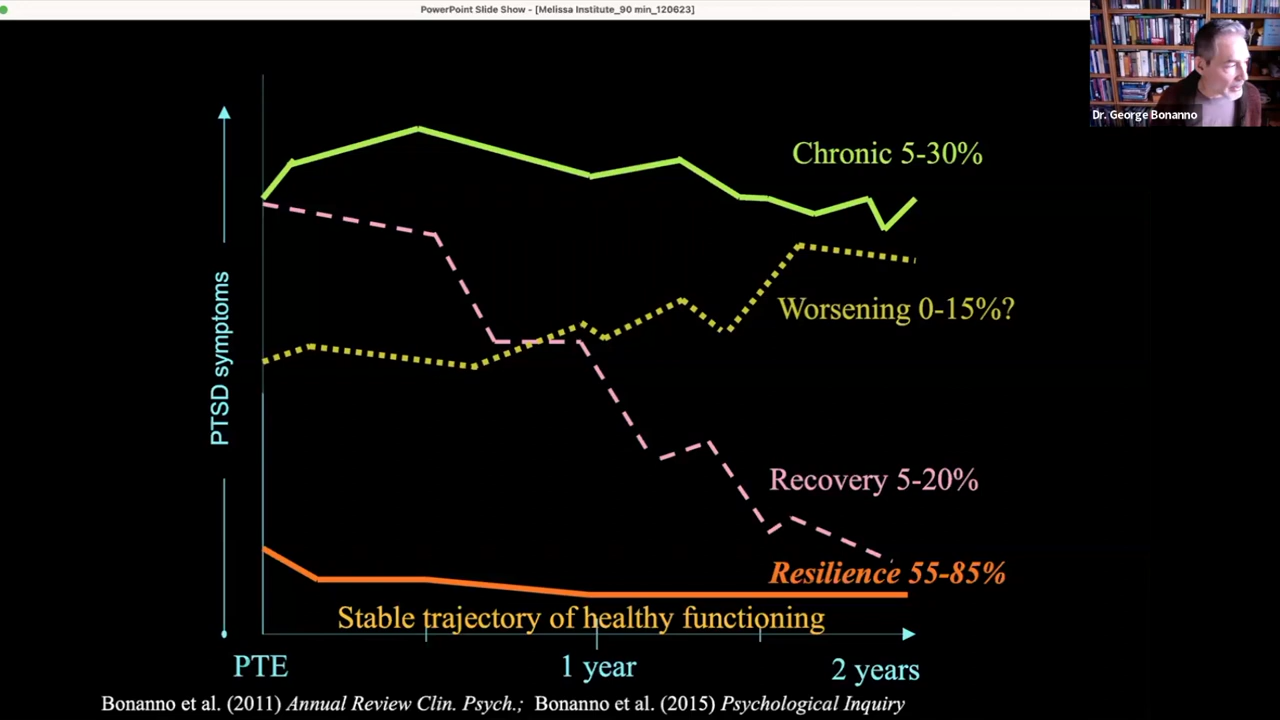 PowerPoint Slide Show - [Melissa Institute_90 min_120623]
Dr. George Bonanno
Chronic 5-30%
Worsening 0-15%?
PTSD symptoms
Recovery 5-20%
Resilience 55-85%
Stable trajectory of healthy functioning
PTE
1 year
2 years
Bonanno et al. (2011) Annual Review Clin. Psych.; Bonanno et al. (2015) Psychological Inquiry